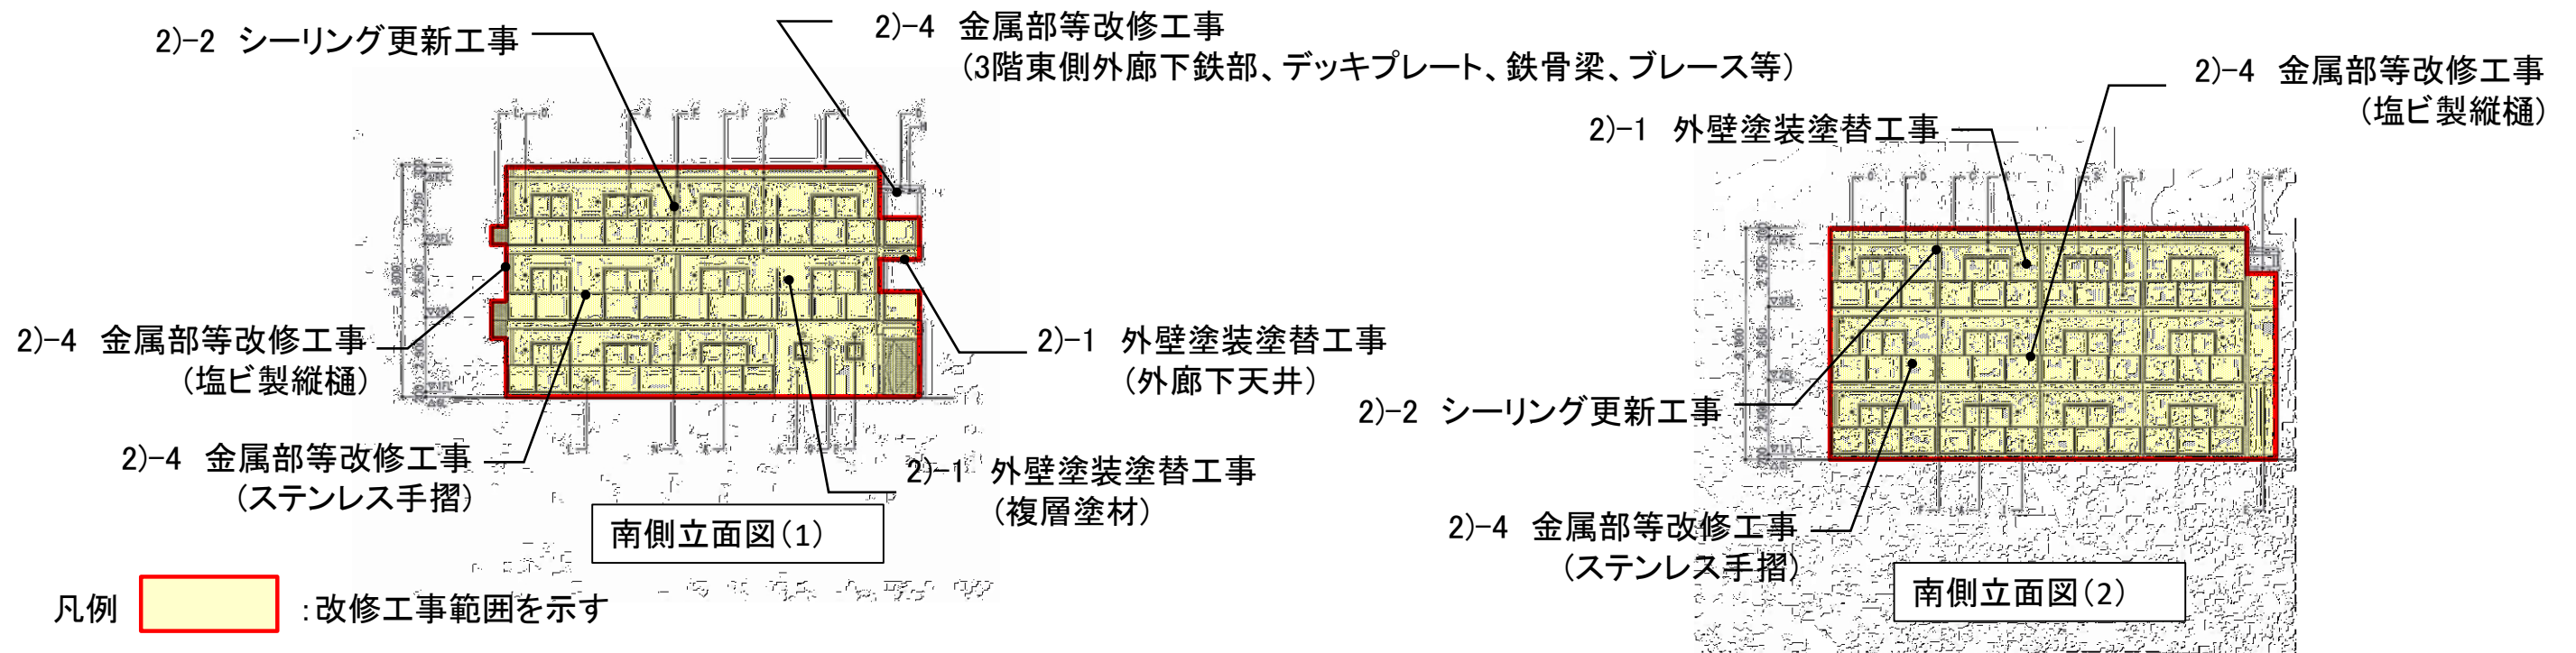 2)-2 シーリング更新工事
2)-4 金属部等改修工事
(3階東側外廊下鉄部、デッキプレート、鉄骨梁、ブレース等)
2)-4 金属部等改修工事
(塩ビ製縦樋)
2)-4 金属部等改修工事
(ステンレス手摺)
2)-1 外壁塗装塗替工事
(外廊下天井)
2)-1 外壁塗装塗替工事
(複層塗材)
南側立面図(1)
凡例
:改修工事範囲を示す
2)-4 金属部等改修工事
(塩ビ製縦樋)
2)-1 外壁塗装塗替工事
2)-2 シーリング更新工事
2)-4 金属部等改修工事
(ステンレス手摺)
南側立面図(2)